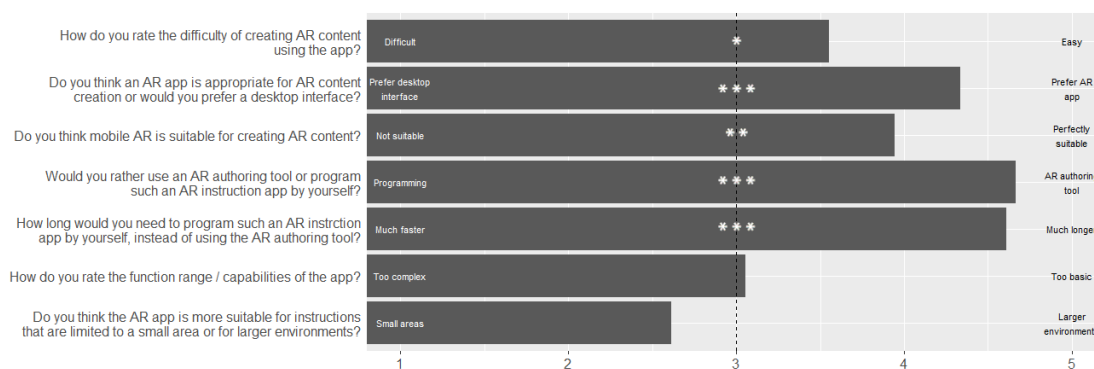 How do you rate the difficulty of creating AR content
using the app?
Difficult
*
Easy
Do you think an AR app is appropriate for AR content
creation or would you prefer a desktop interface?
Prefer desktop
interface
***
Prefer AR
app
Do you think mobile AR is suitable for creating AR content?
Not suitable
**
Perfectly
suitable
Would you rather use an AR authoring tool or program
such an AR instruction app by yourself?
Programming
***
AR authorin
tool
How long would you need to program such an AR instrction
app by yourself, instead of using the AR authoring tool?
Much faster
***
Much longe
How do you rate the function range / capabilities of the app?
Too complex
Too basic
Do you think the AR app is more suitable for instructions
that are limited to a small area or for larger environments?
Small areas
Larger
environment
1 2 3 4 5